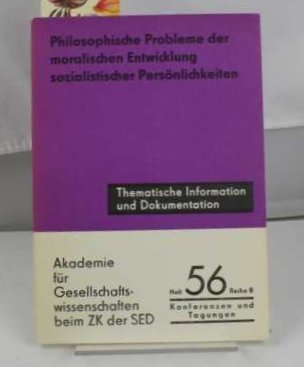 Philosophische Probleme der
moralischen Entwicklung
sozialistischer Persönlichkeiten
Thematische Information
und Dokumentation
Akademie
für
Gesellschafts-
wissenschaften
beim ZK der SED
Heft 56 Reihe B
Konferenzen und
Tagungen